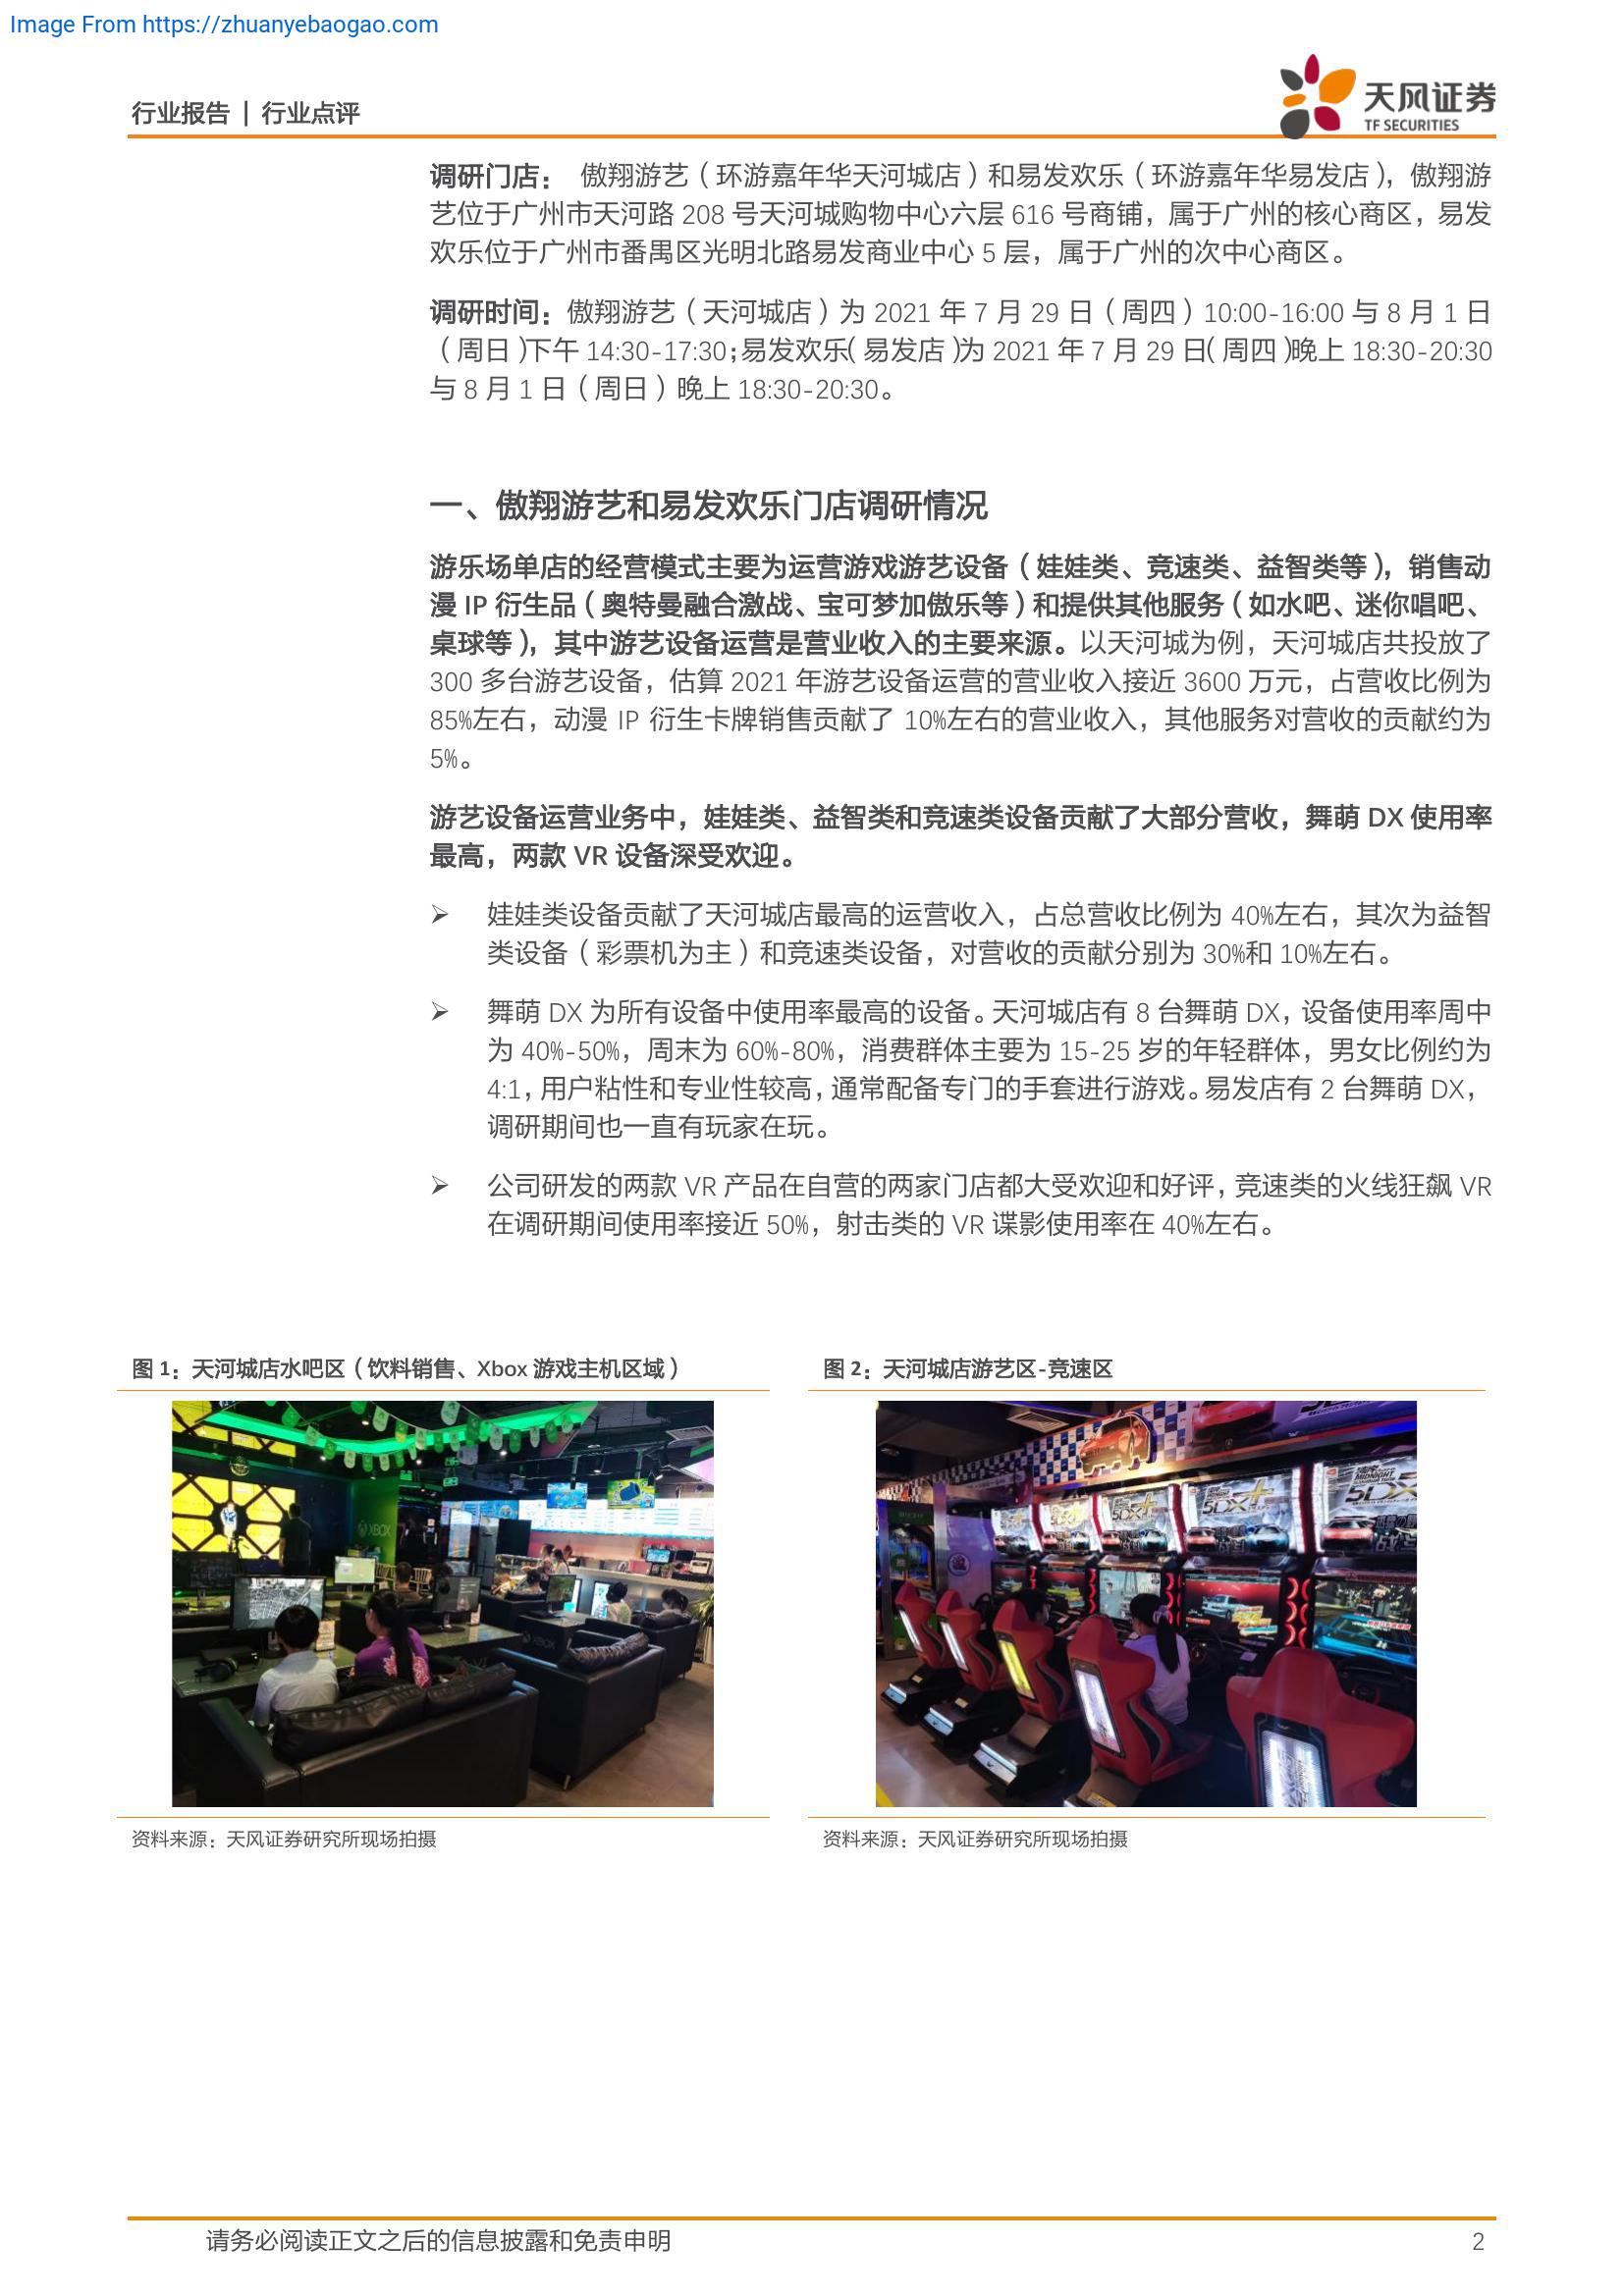 Image From https://zhuanyebaogao.com
行业报告 | 行业点评
天风证券
TF SECURITIES
调研门店： 傲翔游艺（环游嘉年华天河城店）和易发欢乐（环游嘉年华易发店），傲翔游
艺位于广州市天河路 208 号天河城购物中心六层 616 号商铺，属于广州的核心商区，易发
欢乐位于广州市番禺区光明北路易发商业中心 5 层，属于广州的次中心商区。
调研时间：傲翔游艺（天河城店）为 2021 年 7 月 29 日（周四）10:00-16:00 与 8 月 1 日
（周日）下午 14:30-17:30；易发欢乐（易发店）为 2021 年 7 月 29 日（周四）晚上 18:30-20:30
与 8 月 1 日（周日）晚上 18:30-20:30。
一、傲翔游艺和易发欢乐门店调研情况
游乐场单店的经营模式主要为运营游戏游艺设备（娃娃类、竞速类、益智类等），销售动
漫 IP 衍生品（奥特曼融合激战、宝可梦加傲乐等）和提供其他服务（如水吧、迷你唱吧、
桌球等），其中游艺设备运营是营业收入的主要来源。以天河城为例，天河城店共投放了
300 多台游艺设备，估算 2021 年游艺设备运营的营业收入接近 3600 万元，占营收比例为
85%左右，动漫 IP 衍生卡牌销售贡献了 10%左右的营业收入，其他服务对营收的贡献约为
5%。
游艺设备运营业务中，娃娃类、益智类和竞速类设备贡献了大部分营收，舞萌 DX 使用率
最高，两款 VR 设备深受欢迎。
➢ 娃娃类设备贡献了天河城店最高的运营收入，占总营收比例为 40%左右，其次为益智
类设备（彩票机为主）和竞速类设备，对营收的贡献分别为 30%和 10%左右。
➢ 舞萌 DX 为所有设备中使用率最高的设备。天河城店有 8 台舞萌 DX，设备使用率周中
为 40%-50%，周末为 60%-80%，消费群体主要为 15-25 岁的年轻群体，男女比例约为
4:1，用户粘性和专业性较高，通常配备专门的手套进行游戏。易发店有 2 台舞萌 DX，
调研期间也一直有玩家在玩。
➢ 公司研发的两款 VR 产品在自营的两家门店都大受欢迎和好评，竞速类的火线狂飙 VR
在调研期间使用率接近 50%，射击类的 VR 谍影使用率在 40%左右。
图 1：天河城店水吧区（饮料销售、Xbox 游戏主机区域）
图 2：天河城店游艺区-竞速区
XBOX
XBOX
MIDNIGHT
5DX+
5DX+
5DX
资料来源：天风证券研究所现场拍摄
资料来源：天风证券研究所现场拍摄
请务必阅读正文之后的信息披露和免责申明
2